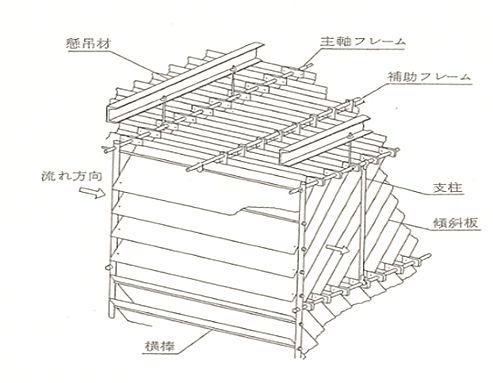 懸吊材
主軸フレーム
補助フレーム
流れ方向
支柱
傾斜板
横棒